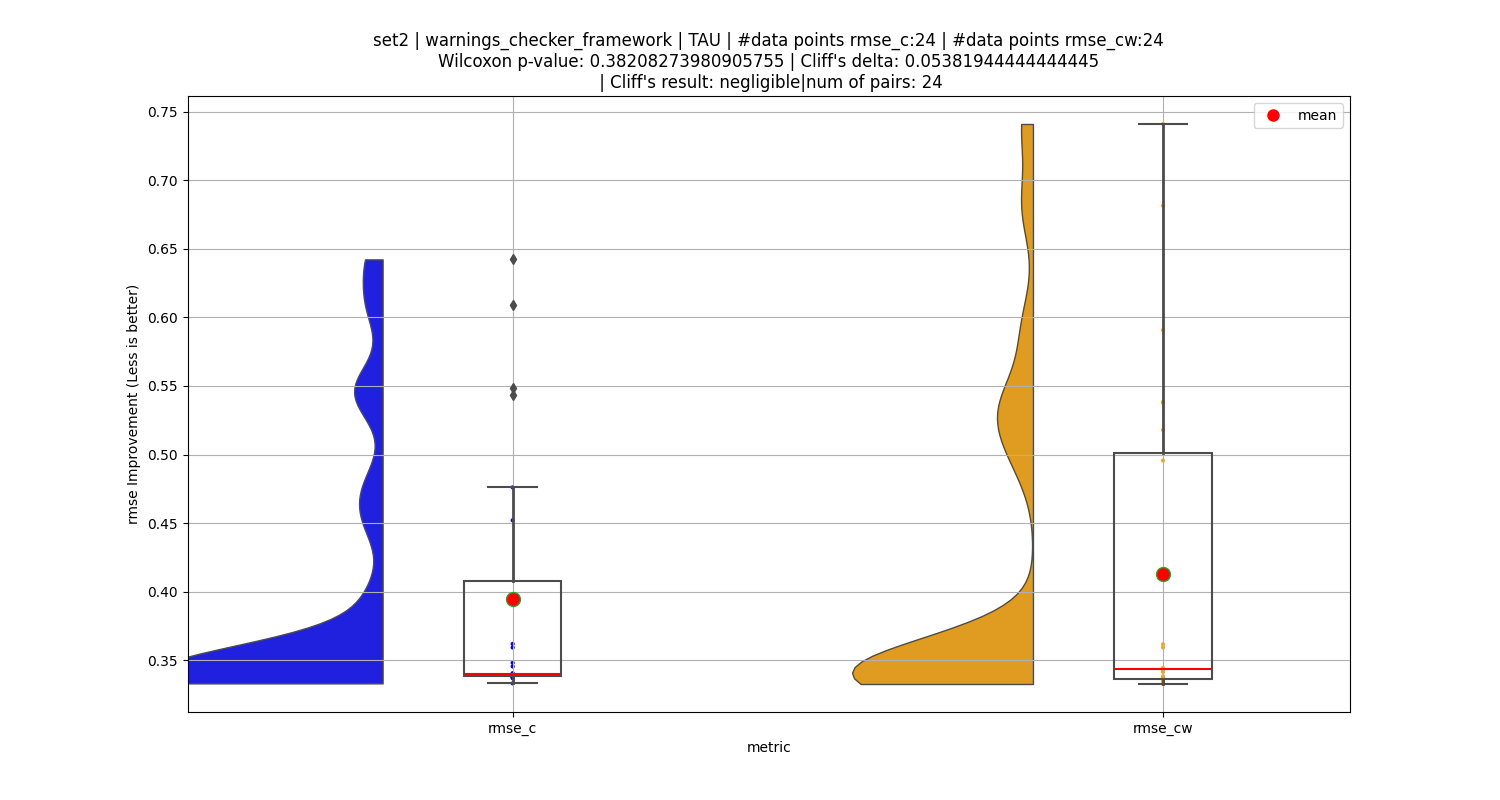 set2 | warnings_checker_framework | TAU | #data points rmse_c:24 | #data points rmse_cw:24
Wilcoxon p-value: 0.38208273980905755 | Cliff's delta: 0.05381944444444445
| Cliff's result: negligible|num of pairs: 24
mean
0.75
0.70
0.65
0.60
0.55
0.50
0.45
0.40
0.35
rmse Improvement (Less is better)
rmse_c
rmse_cw
metric